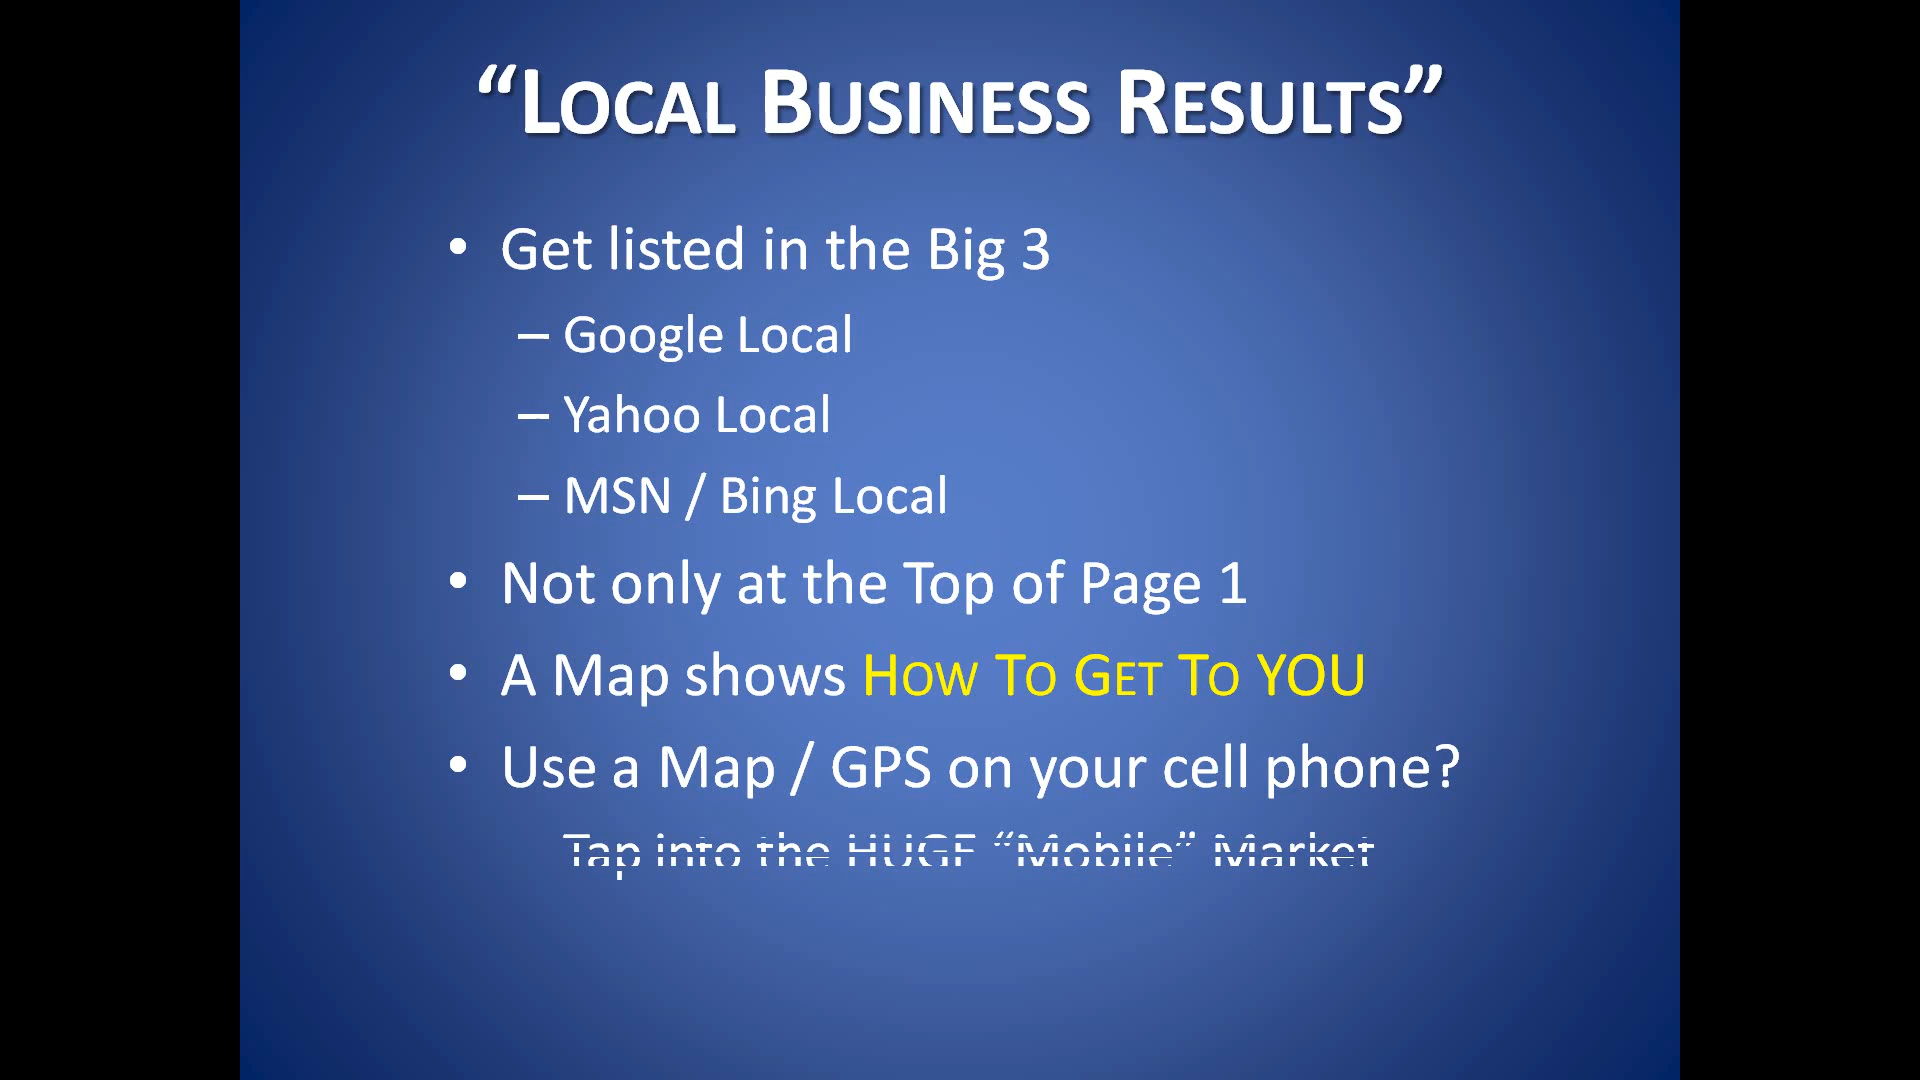 “LOCAL BUSINESS RESULTS”
• Get listed in the Big 3
– Google Local
– Yahoo Local
– MSN / Bing Local
• Not only at the Top of Page 1
• A Map shows HOW TO GET TO YOU
• Use a Map / GPS on your cell phone?
Tap into the HUGE “Mobile” Market